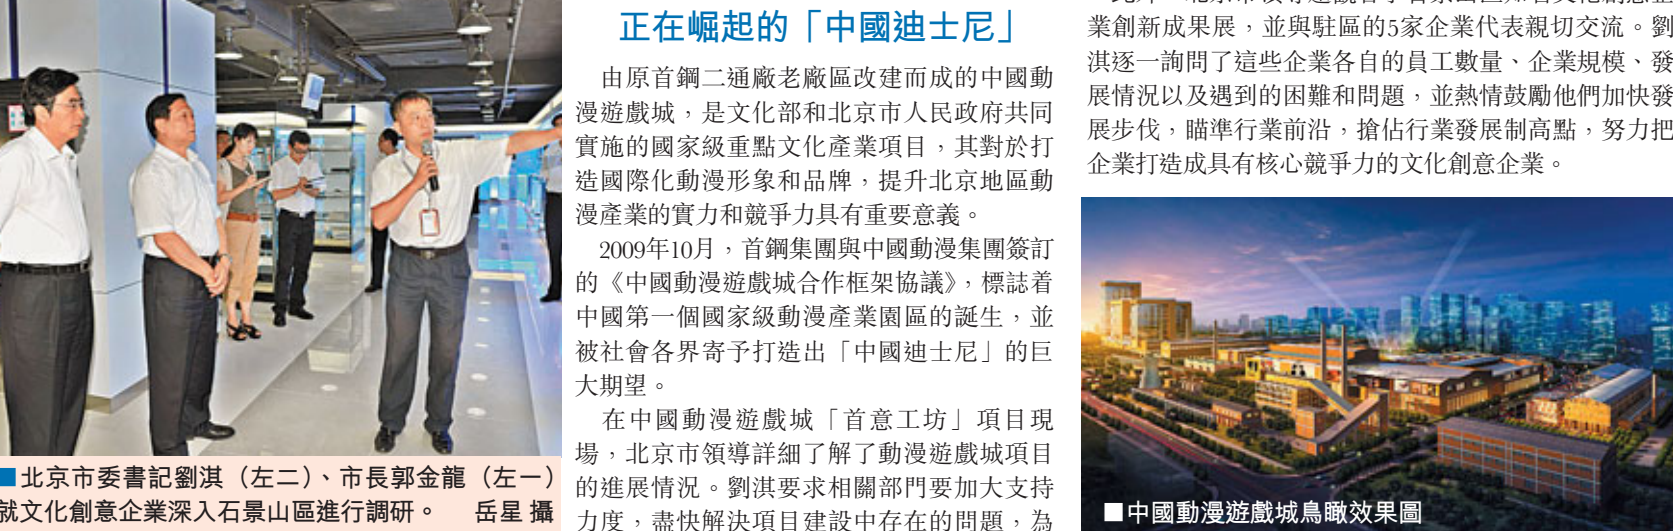 ■北京市委書記劉淇（左二）、市長郭金龍（左一）
就文化創意企業深入石景山區進行調研。 岳星 攝
正在崛起的「中國迪士尼」
由原首鋼二通廠老廠區改建而成的中國動
漫遊戲城，是文化部和北京市人民政府共同
實施的國家級重點文化產業項目，其對於打
造國際化動漫形象和品牌，提升北京地區動
漫產業的實力和競爭力具有重要意義。
2009年10月，首鋼集團與中國動漫集團簽訂
的《中國動漫遊戲城合作框架協議》，標誌着
中國第一個國家級動漫產業園區的誕生，並
被社會各界寄予打造出「中國迪士尼」的巨
大期望。
在中國動漫遊戲城「首意工坊」項目現
場，北京市領導詳細了解了動漫遊戲城項目
的進展情況。劉淇要求相關部門要加大支持
力度，盡快解決項目建設中存在的問題，為
業創新成果展，並與駐區的5家企業代表親切交流。劉
淇逐一詢問了這些企業各自的員工數量、企業規模、發
展情況以及遇到的困難和問題，並熱情鼓勵他們加快發
展步伐，瞄準行業前沿，搶佔行業發展制高點，努力把
企業打造成具有核心競爭力的文化創意企業。
■中國動漫遊戲城鳥瞰效果圖